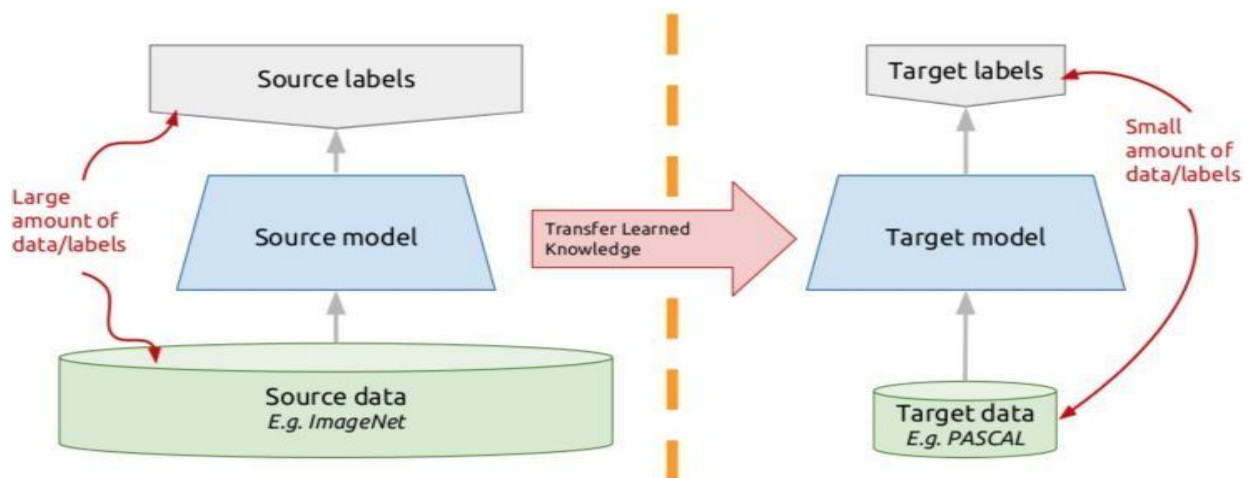 Source labels
Large
amount of
data/labels
Source model
Source data
E.g. ImageNet
Transfer Learned
Knowledge
Target labels
Small
amount of
data/labels
Target model
Target data
E.g. PASCAL